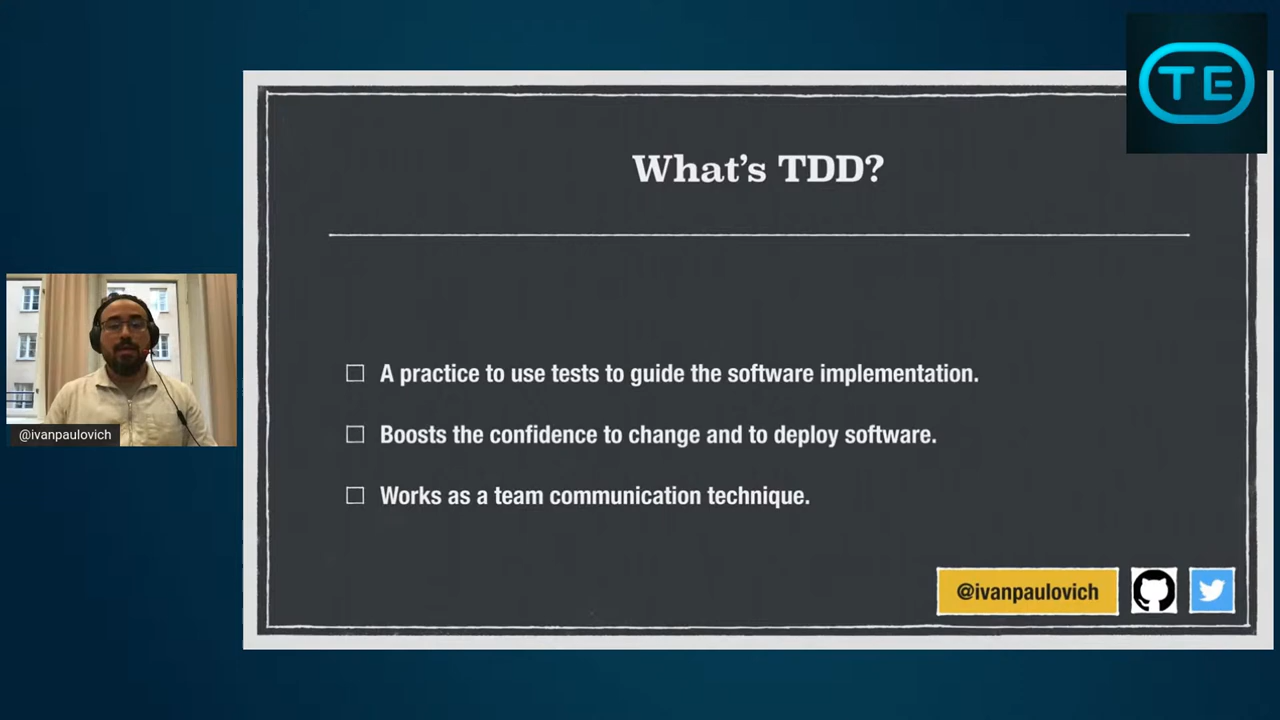 TE
What's TDD?
A practice to use tests to guide the software implementation.
Boosts the confidence to change and to deploy software.
Works as a team communication technique.
@ivanpaulovich
@ivanpaulovich